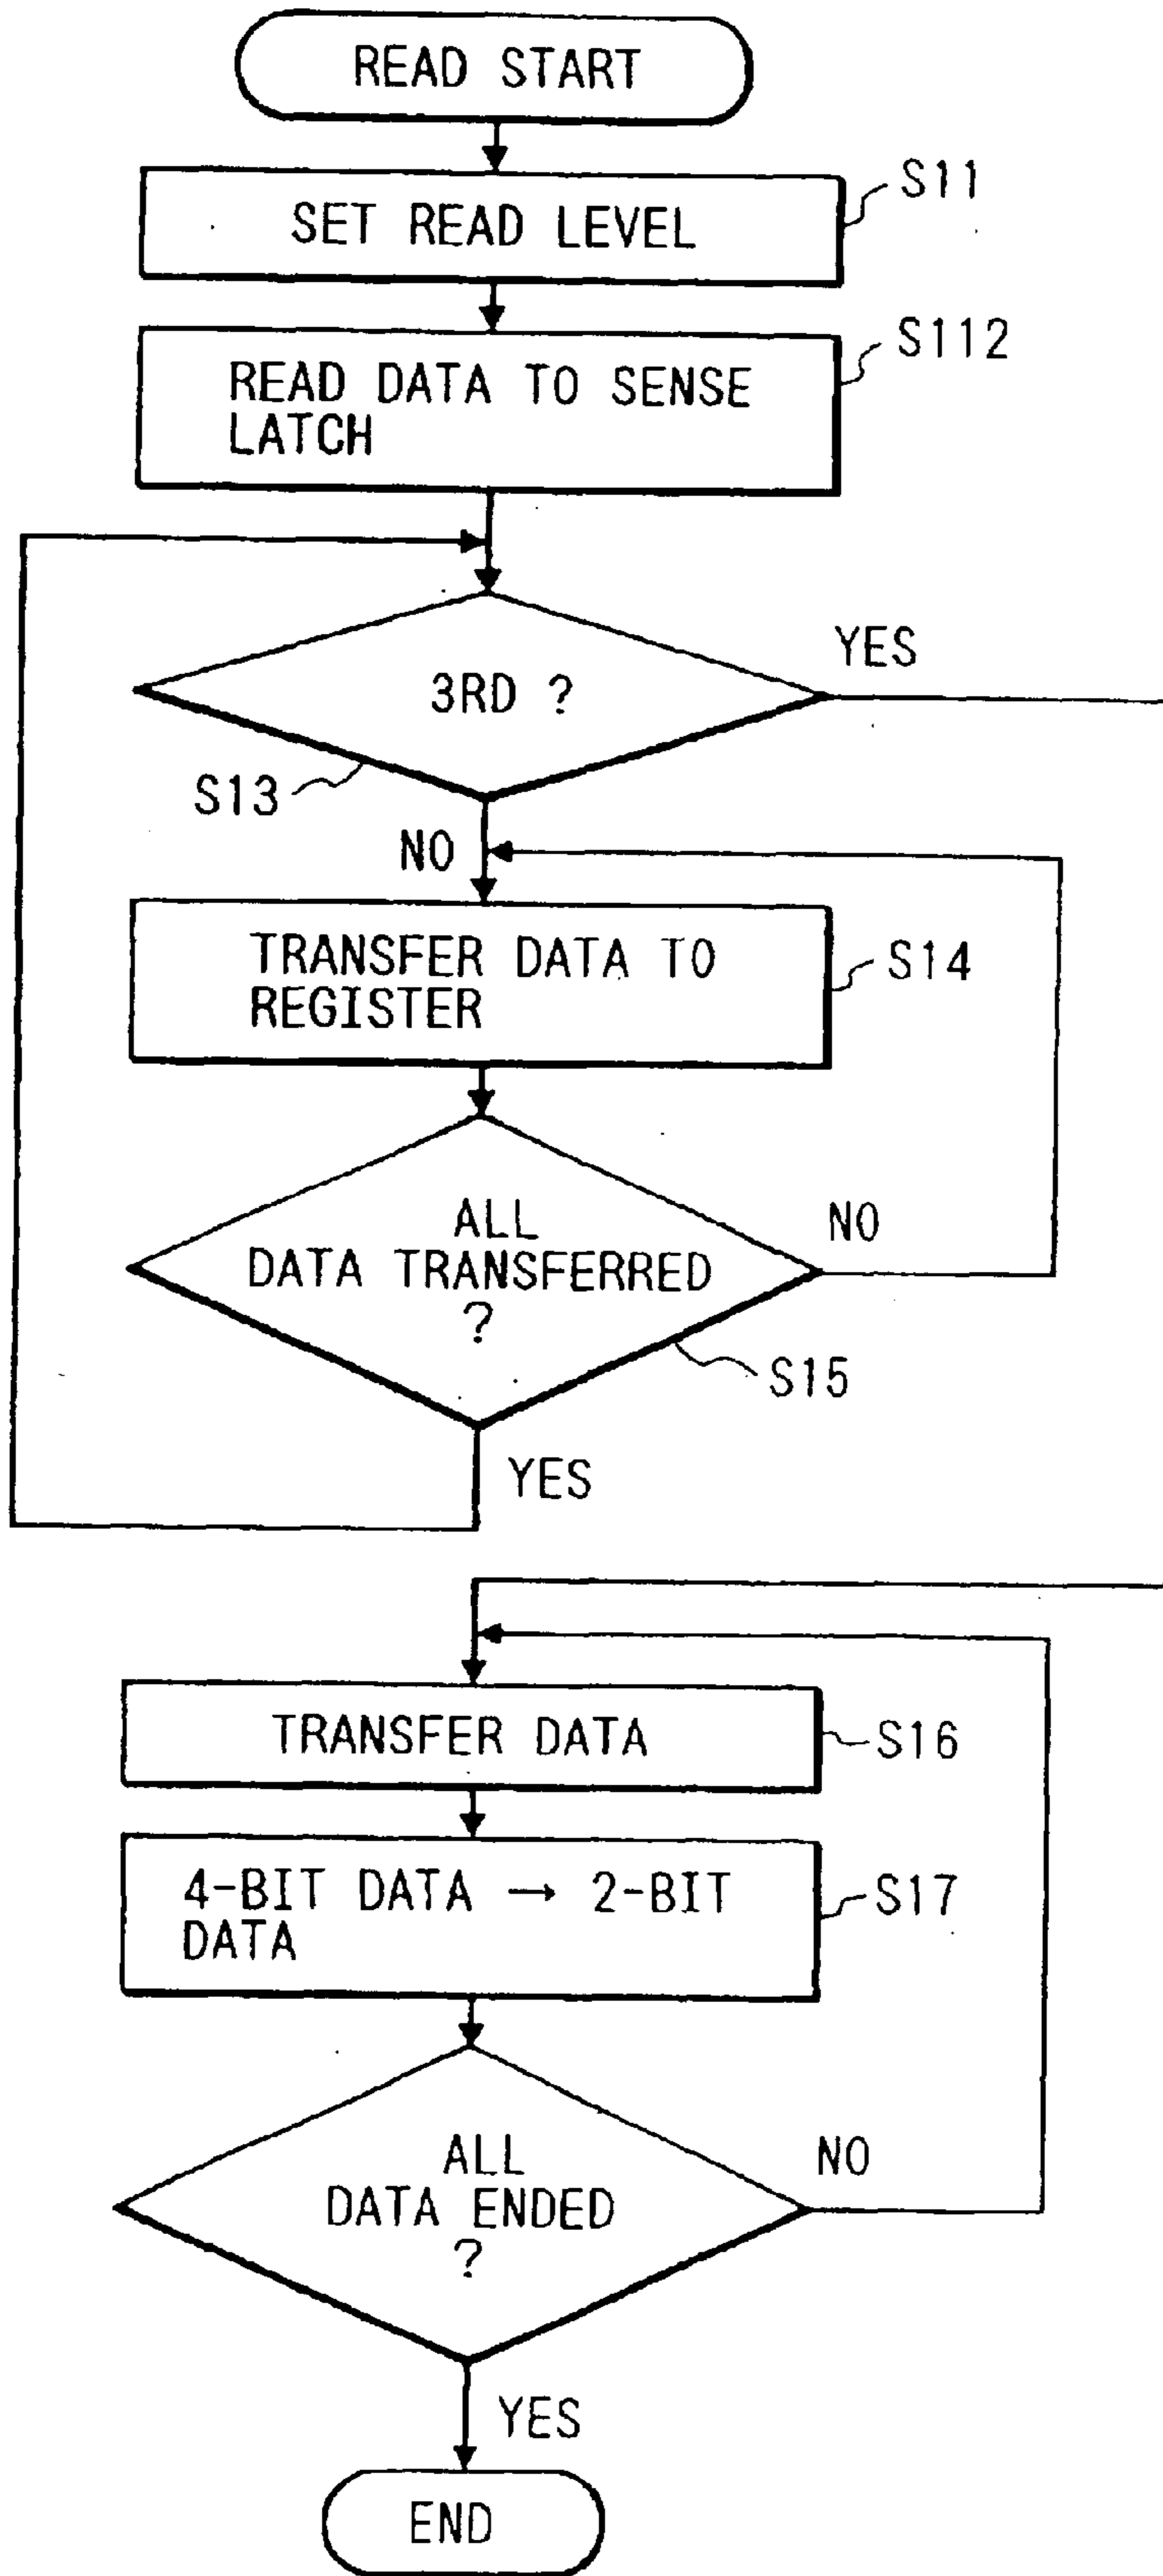 READ START
SET READ LEVEL
S11
READ DATA TO SENSE
LATCH
S112
3RD ?
YES
S13
NO
TRANSFER DATA TO
REGISTER
S14
ALL
DATA TRANSFERRED
?
NO
S15
YES
TRANSFER DATA
S16
4-BIT DATA → 2-BIT
DATA
S17
ALL
DATA ENDED
?
NO
YES
END